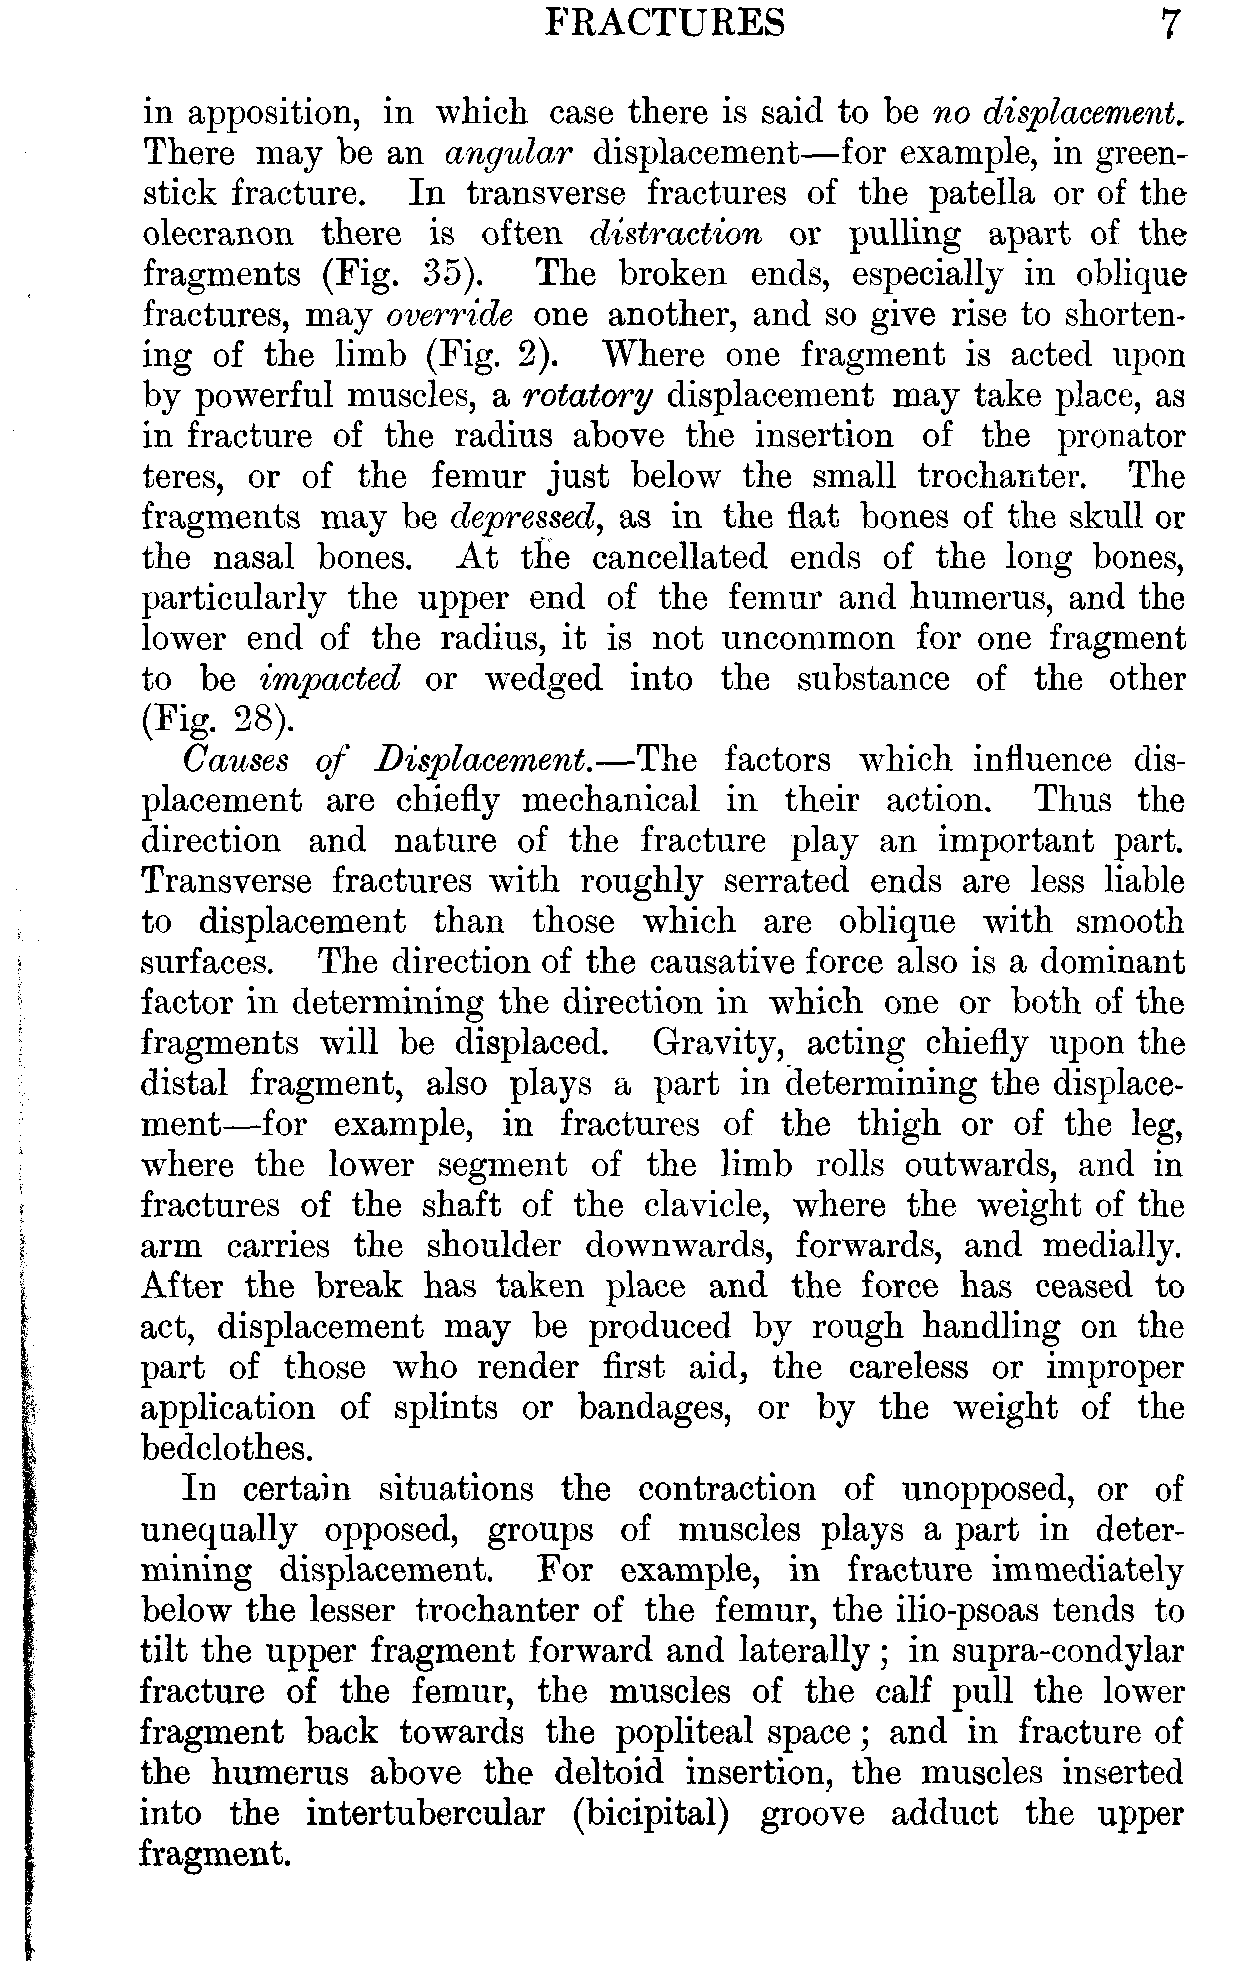 FRACTURES 7
in apposition, in which case there is said to be no displacement.
There may be an angular displacement—for example, in green-
stick fracture. In transverse fractures of the patella or of the
olecranon there is often distraction or pulling apart of the
fragments (Fig. 35). The broken ends, especially in oblique
fractures, may override one another, and so give rise to shorten-
ing of the limb (Fig. 2). Where one fragment is acted upon
by powerful muscles, a rotatory displacement may take place, as
in fracture of the radius above the insertion of the pronator
teres, or of the femur just below the small trochanter. The
fragments may be depressed, as in the flat bones of the skull or
the nasal bones. At the cancellated ends of the long bones,
particularly the upper end of the femur and humerus, and the
lower end of the radius, it is not uncommon for one fragment
to be impacted or wedged into the substance of the other
(Fig. 28).
Causes of Displacement.—The factors which influence dis-
placement are chiefly mechanical in their action. Thus the
direction and nature of the fracture play an important part.
Transverse fractures with roughly serrated ends are less liable
to displacement than those which are oblique with smooth
surfaces. The direction of the causative force also is a dominant
factor in determining the direction in which one or both of the
fragments will be displaced. Gravity, acting chiefly upon the
distal fragment, also plays a part in determining the displace-
ment—for example, in fractures of the thigh or of the leg,
where the lower segment of the limb rolls outwards, and in
fractures of the shaft of the clavicle, where the weight of the
arm carries the shoulder downwards, forwards, and medially.
After the break has taken place and the force has ceased to
act, displacement may be produced by rough handling on the
part of those who render first aid, the careless or improper
application of splints or bandages, or by the weight of the
bedclothes.
In certain situations the contraction of unopposed, or of
unequally opposed, groups of muscles plays a part in deter-
mining displacement. For example, in fracture immediately
below the lesser trochanter of the femur, the ilio-psoas tends to
tilt the upper fragment forward and laterally; in supra-condylar
fracture of the femur, the muscles of the calf pull the lower
fragment back towards the popliteal space; and in fracture of
the humerus above the deltoid insertion, the muscles inserted
into the intertubercular (bicipital) groove adduct the upper
fragment.